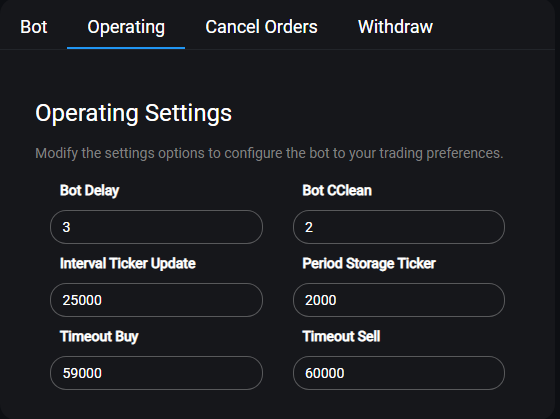 Bot Operating Cancel Orders Withdraw
Operating Settings
Modify the settings options to configure the bot to your trading preferences.
Bot Delay Bot CClean
3 2
Interval Ticker Update Period Storage Ticker
25000 2000
Timeout Buy Timeout Sell
59000 60000